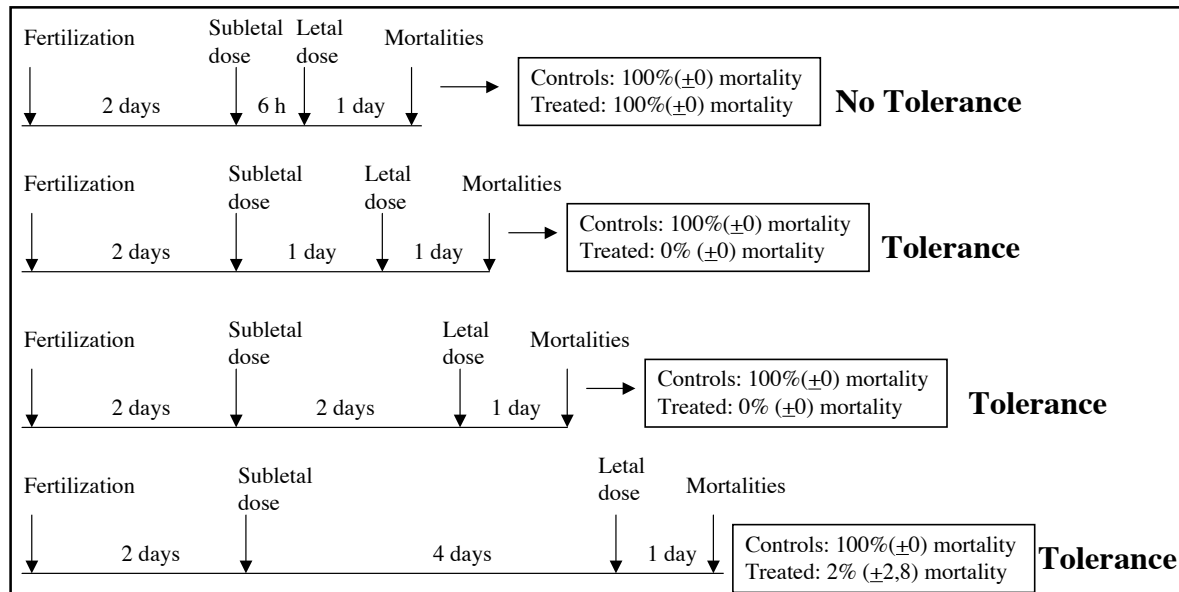 Fertilization
Subletal
dose
Letal
dose
Mortalities
2 days
6 h
1 day
Controls: 100%(±0) mortality
Treated: 100%(±0) mortality
No Tolerance
Fertilization
Subletal
dose
Letal
dose
Mortalities
2 days
1 day
1 day
Controls: 100%(±0) mortality
Treated: 0% (±0) mortality
Tolerance
Fertilization
Subletal
dose
Letal
dose
Mortalities
2 days
2 days
1 day
Controls: 100%(±0) mortality
Treated: 0% (±0) mortality
Tolerance
Fertilization
Subletal
dose
Letal
dose
Mortalities
2 days
4 days
1 day
Controls: 100%(±0) mortality
Treated: 2% (±2,8) mortality
Tolerance